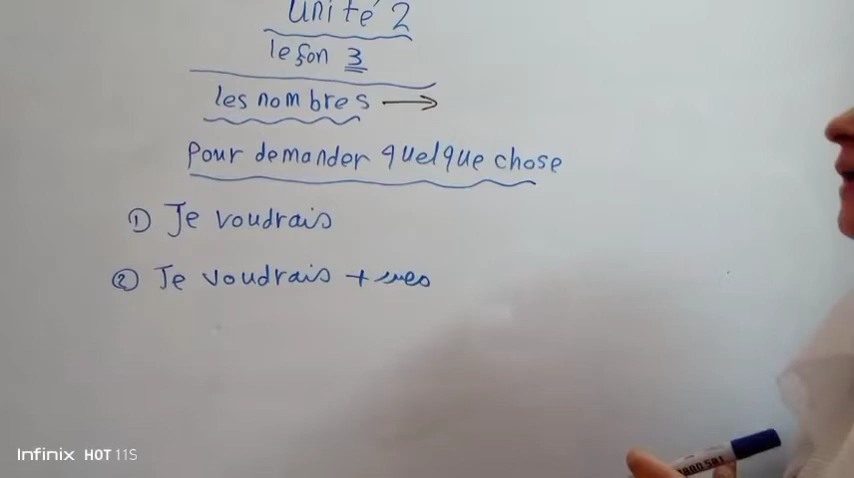 unité 2
leçon 3
les nombres →
Pour demander quelque chose
① Je voudrais
② Je voudrais +
Infinix HOT 11S